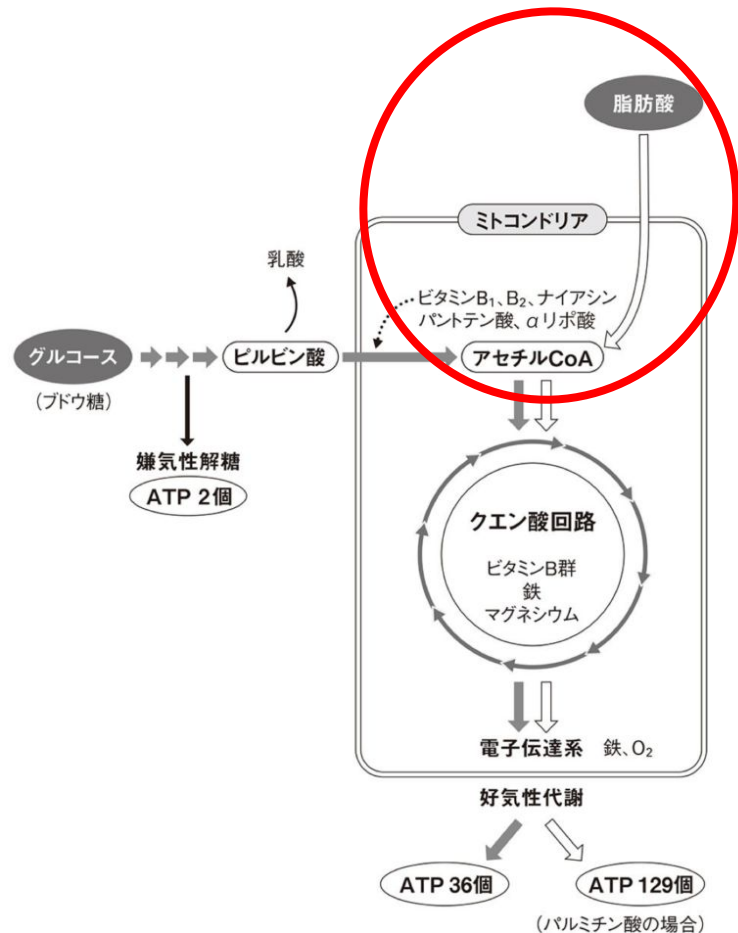 脂肪酸
ミトコンドリア
乳酸
ビタミンB₁、B₂、ナイアシン
パントテン酸、αリポ酸
グルコース
ピルビン酸
アセチルCoA
(ブドウ糖)
嫌気性解糖
ATP 2個
クエン酸回路
ビタミンB群
鉄
マグネシウム
電子伝達系 鉄、O₂
好気性代謝
ATP 36個
ATP 129個
(パルミチン酸の場合)